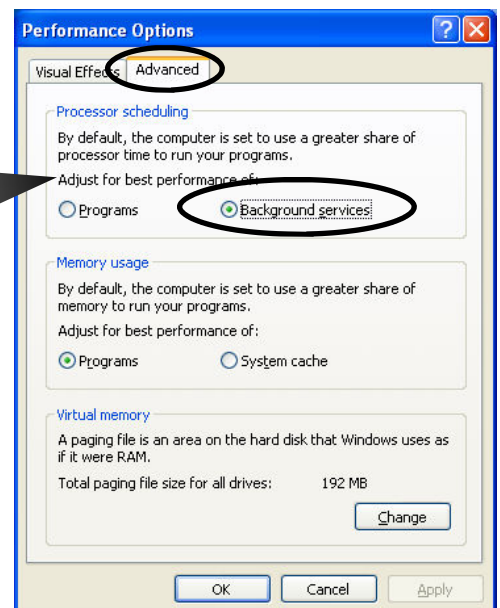 Performance Options
Visual Effects
Advanced
Processor scheduling
By default, the computer is set to use a greater share of
processor time to run your programs.
Adjust for best performance of:
Programs
Background services
Memory usage
By default, the computer is set to use a greater share of
memory to run your programs.
Adjust for best performance of:
Programs
System cache
Virtual memory
A paging file is an area on the hard disk that Windows uses as
if it were RAM.
Total paging file size for all drives: 192 MB
Change
OK Cancel Apply